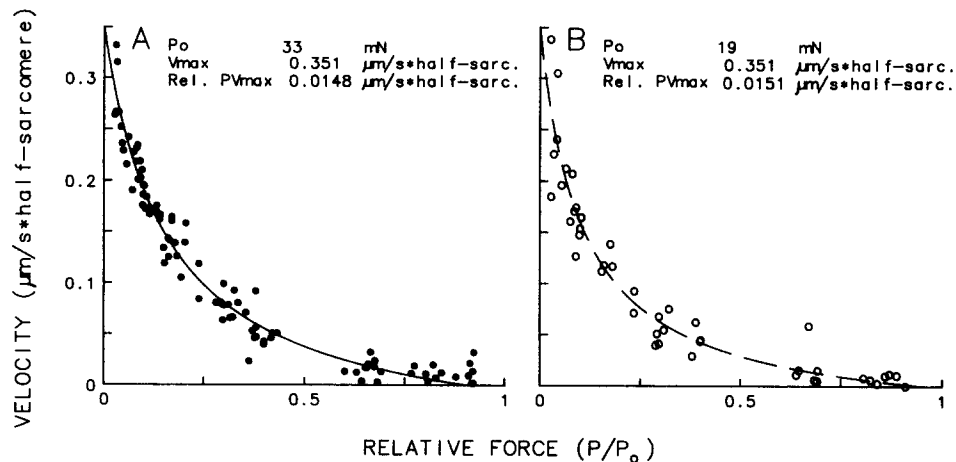 A
Po 33 mN
Vmax 0.351 μm/s*half-sarc.
Rel. PVmax 0.0148 μm/s*half-sarc.
B
Po 19 mN
Vmax 0.351 μm/s*half-sarc.
Rel. PVmax 0.0151 μm/s*half-sarc.
VELOCITY (μm/s*half-sarcomere)
0.3
0.2
0.1
0
0 0.5 1
0 0.5 1
RELATIVE FORCE (P/Po)